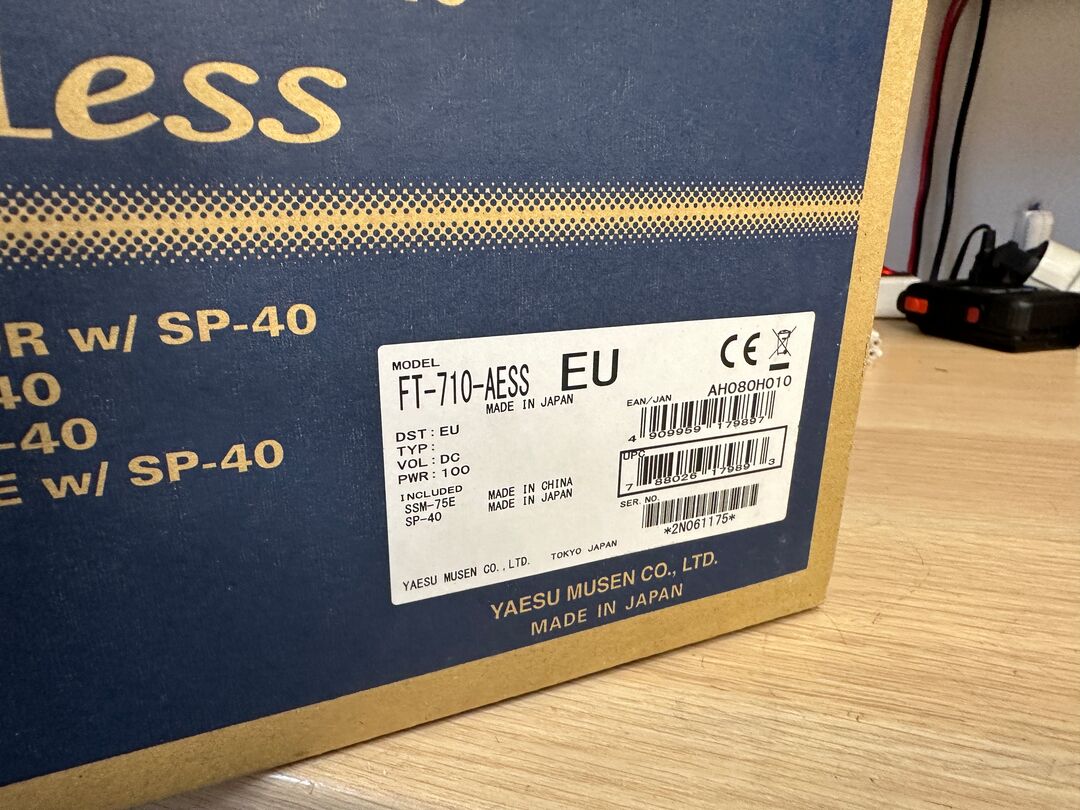 ess
R w/ SP-40
-40
-40
E w/ SP-40
MODEL
FT-710-AESS EU
MADE IN JAPAN
DST : EU
TYP :
VOL : DC
PWR : 100
INCLUDED
SSM-75E MADE IN CHINA
SP-40 MADE IN JAPAN
YAESU MUSEN CO., LTD. TOKYO JAPAN
CE
AH080H010
EAN/JAN
4 909959 179897
UPC
7 88026 17989 3
SER. NO.
*2N061175*
YAESU MUSEN CO., LTD.
MADE IN JAPAN